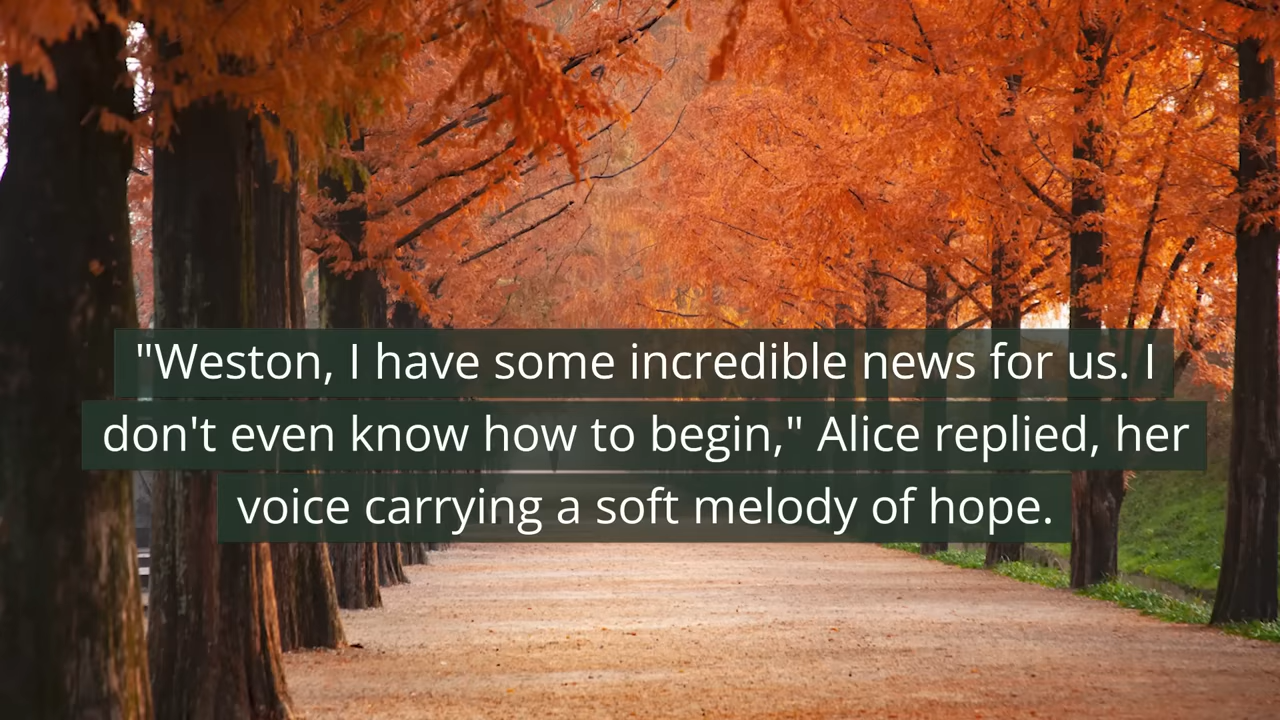 "Weston, I have some incredible news for us. I
don't even know how to begin," Alice replied, her
voice carrying a soft melody of hope.